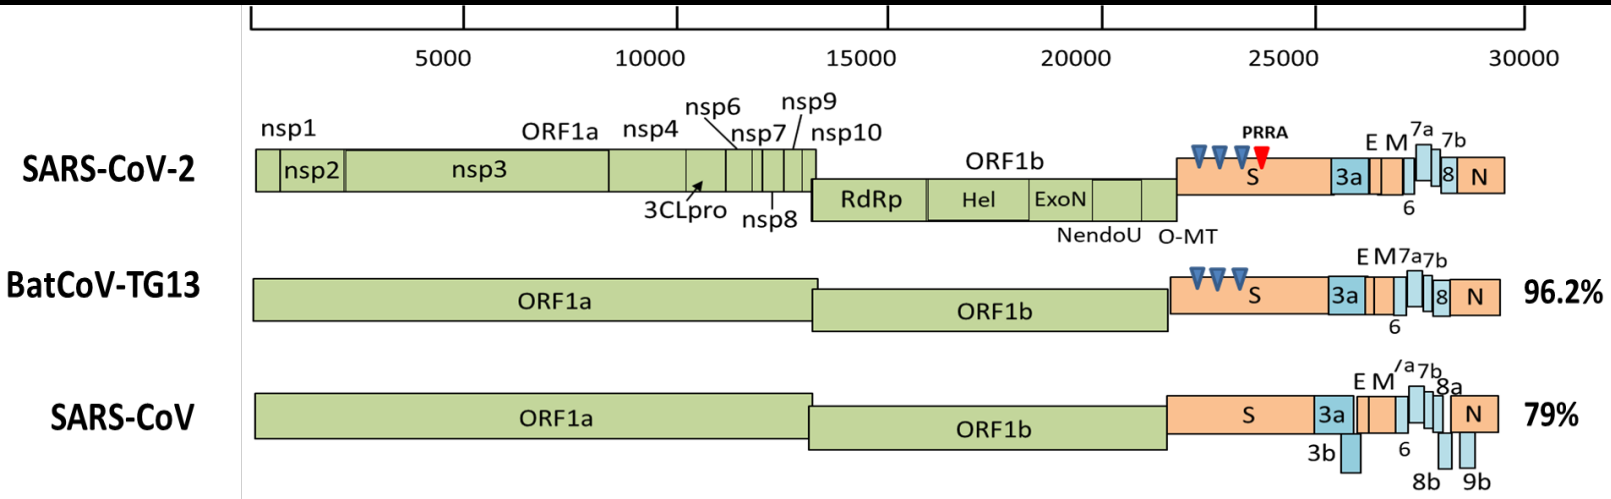 5000 10000 15000 20000 25000 30000
nsp1 ORF1a nsp4 nsp6 nsp7 nsp9 nsp10 ORF1b PRRA E M 7a 7b
SARS-CoV-2 nsp2 nsp3 RdRp Hel ExoN S 3a 8 N
3CLpro nsp8 NendoU O-MT 6
E M 7a 7b
BatCoV-TG13 ORF1a ORF1b S 3a 8 N 96.2%
6
E M /a 7b 8a
SARS-CoV ORF1a ORF1b S 3a N 79%
3b 6 8b 9b